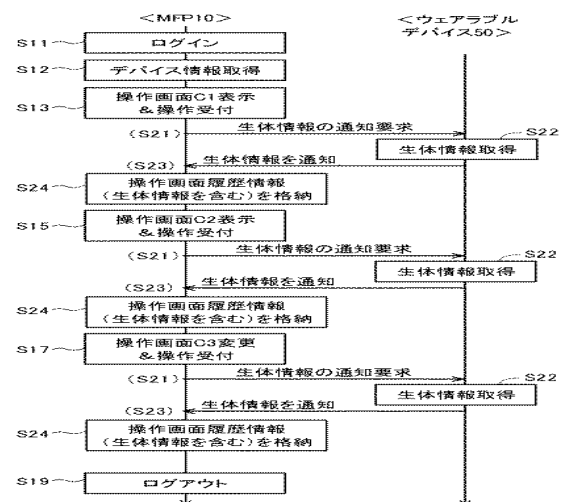 <MFP10>
<ウェアラブル
デバイス50>
S11
ログイン
S12
デバイス情報取得
S13
操作画面C1表示
&操作受付
(S21)
生体情報の通知要求
S22
生体情報取得
(S23)
生体情報を通知
S24
操作画面履歴情報
(生体情報を含む)を格納
S15
操作画面C2表示
&操作受付
(S21)
生体情報の通知要求
S22
生体情報取得
(S23)
生体情報を通知
S24
操作画面履歴情報
(生体情報を含む)を格納
S17
操作画面C3変更
&操作受付
(S21)
生体情報の通知要求
S22
生体情報取得
(S23)
生体情報を通知
S24
操作画面履歴情報
(生体情報を含む)を格納
S19
ログアウト